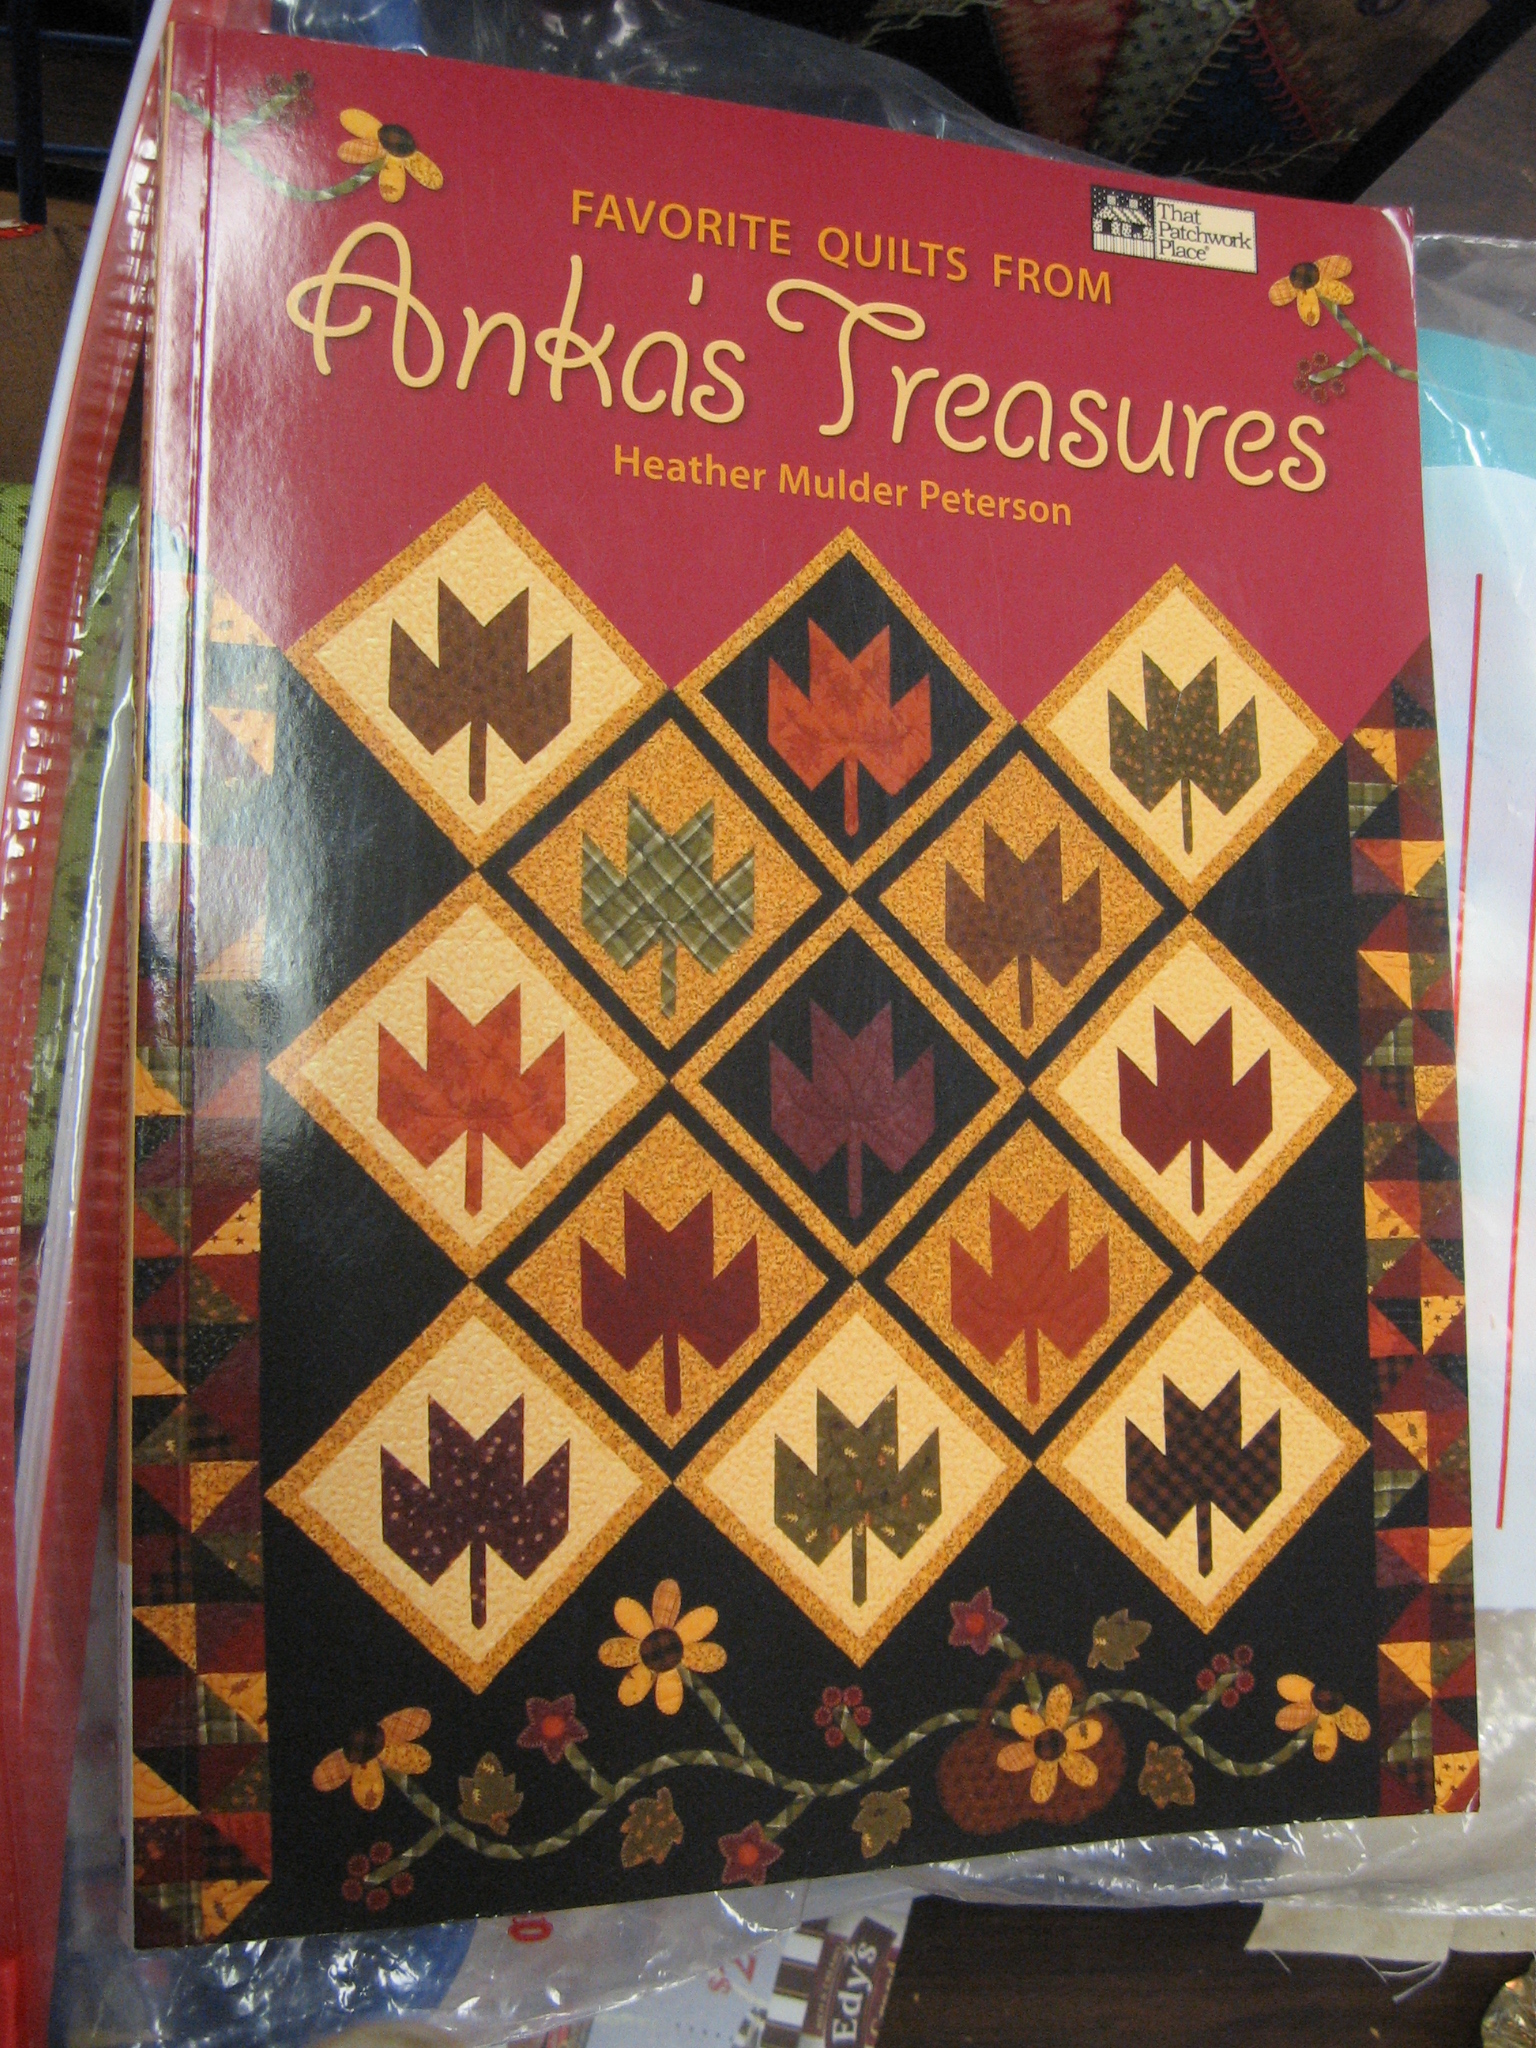 FAVORITE QUILTS FROM
That
Patchwork
Place®
Anka's Treasures
Heather Mulder Peterson
Edy's